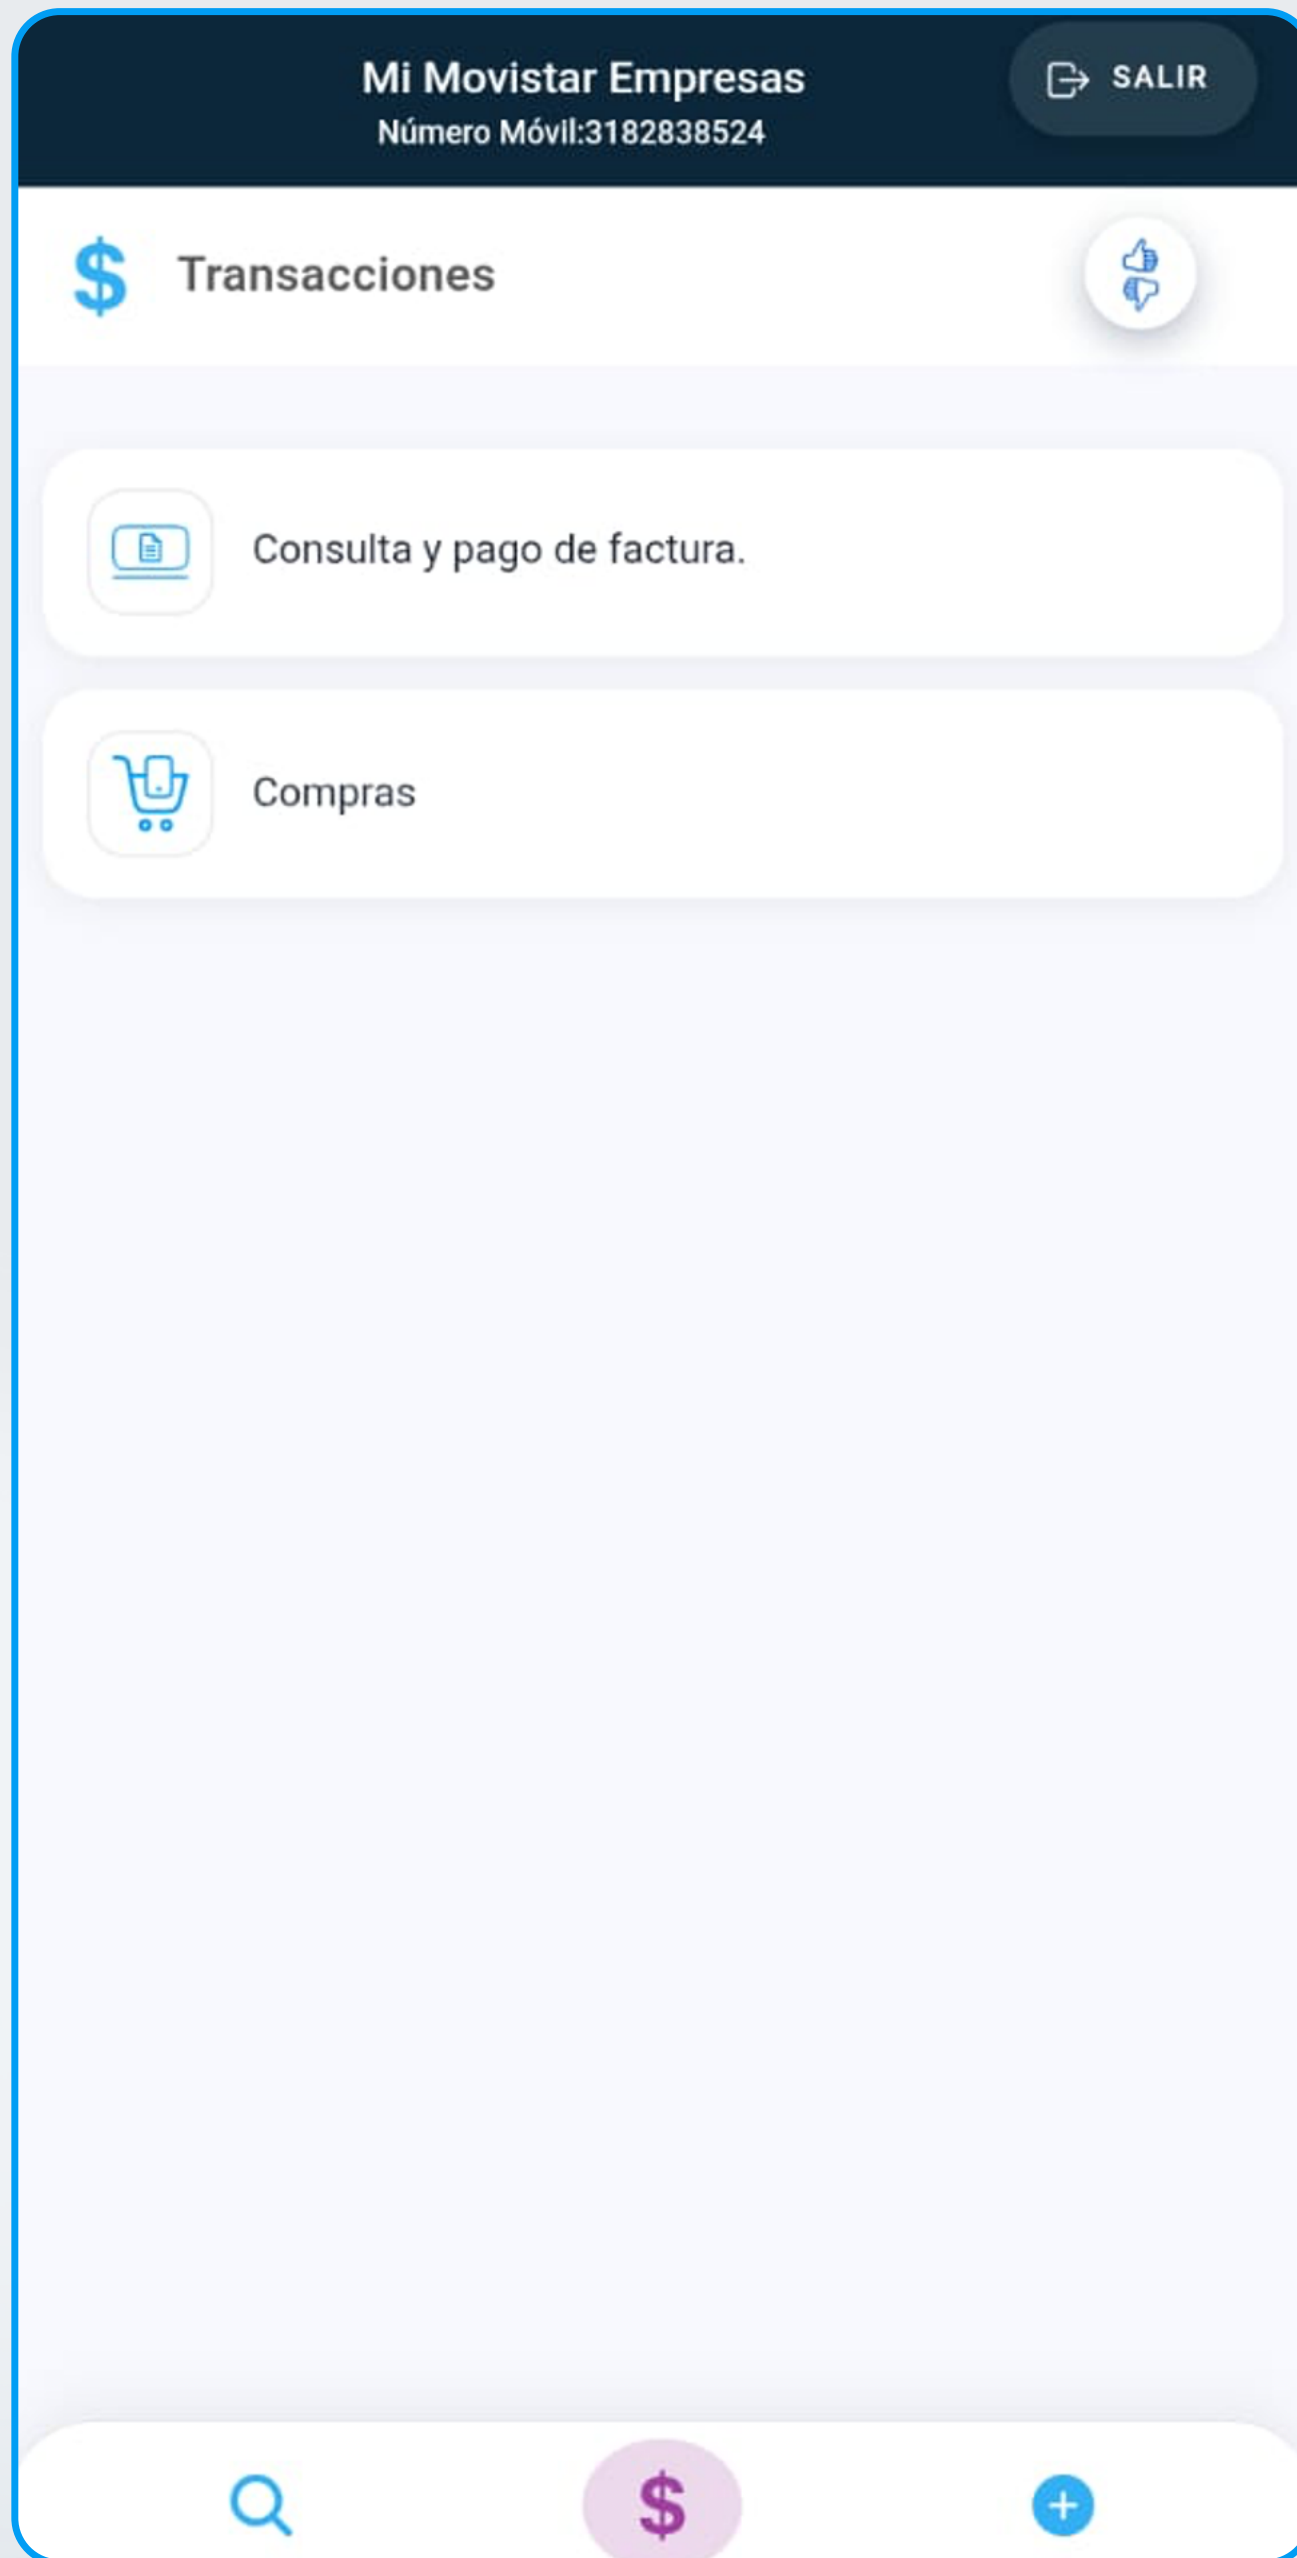 Mi Movistar Empresas
SALIR
Número Móvil:3182838524
$ Transacciones
Consulta y pago de factura.
Compras
$